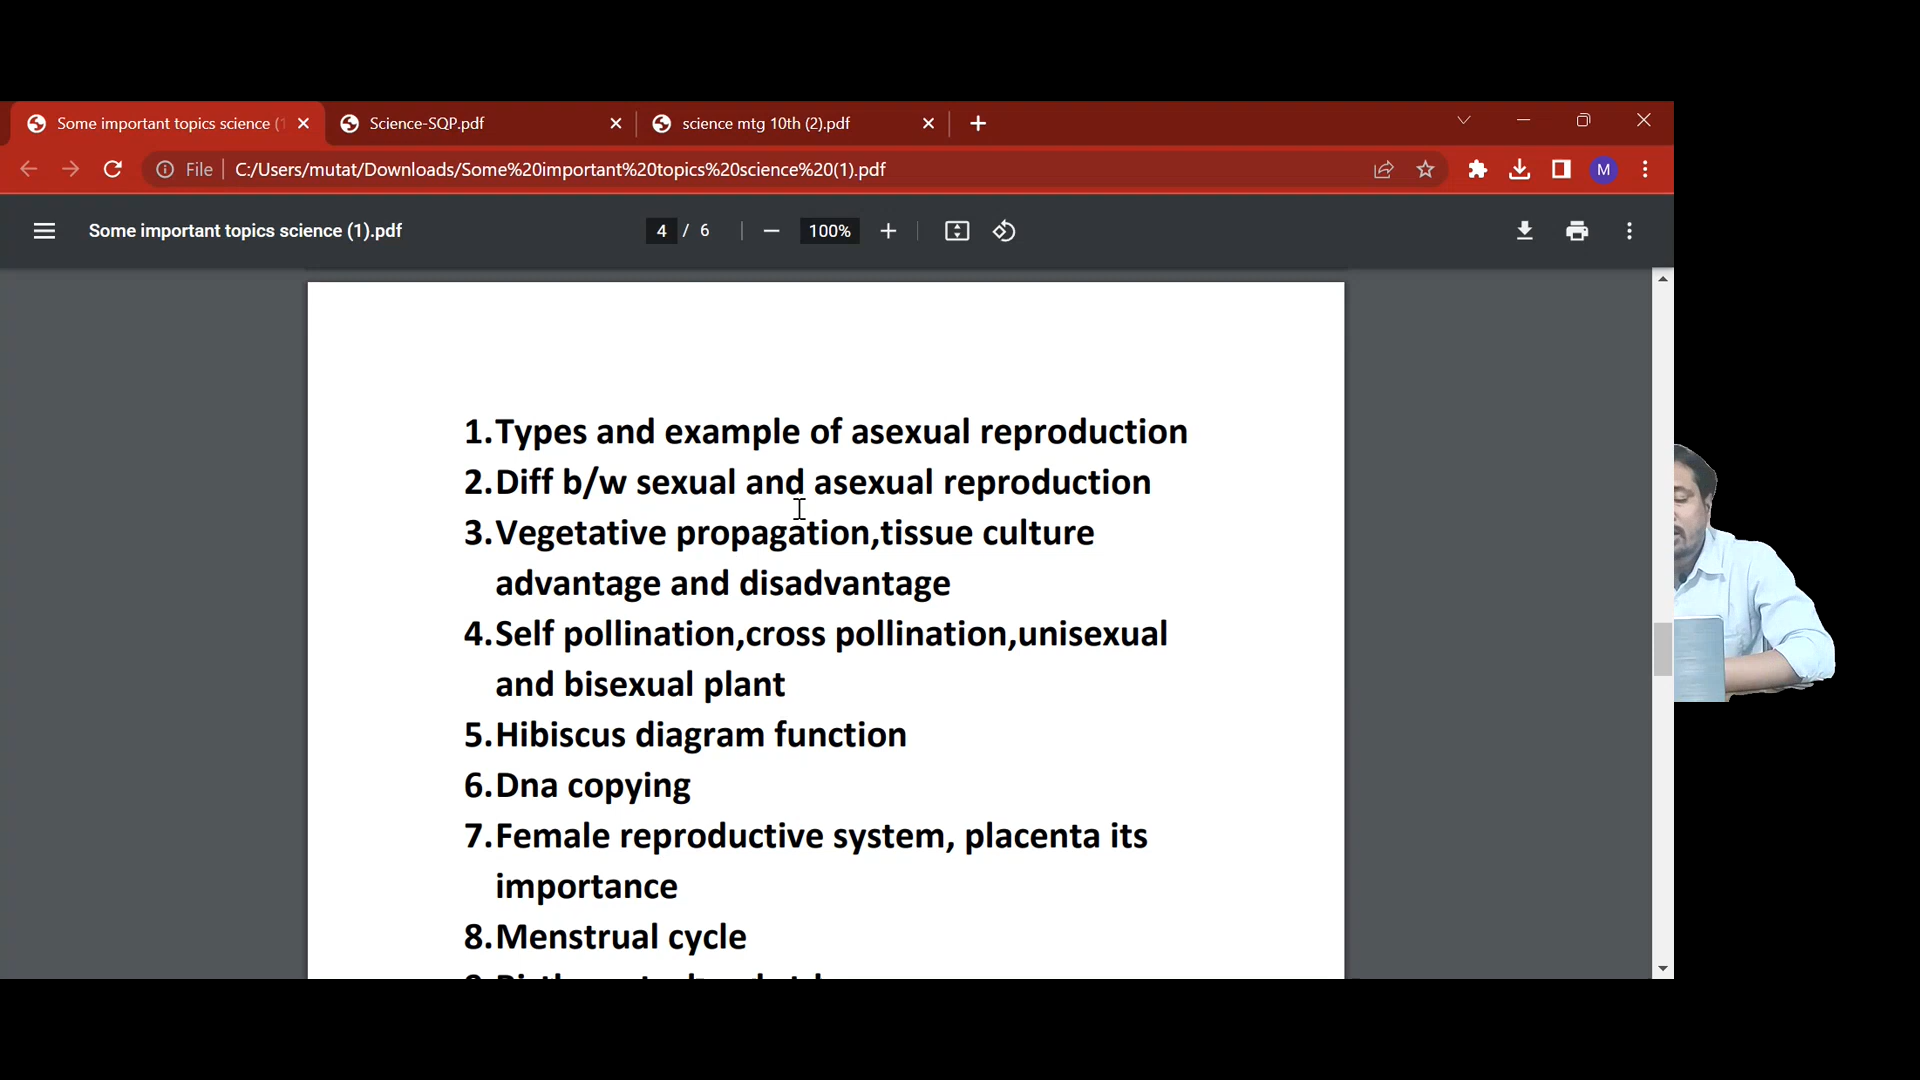 Some important topics science (1
Science-SQP.pdf
science mtg 10th (2).pdf
File
C:/Users/mutat/Downloads/Some%20important%20topics%20science%20(1).pdf
M
Some important topics science (1).pdf
4 / 6
100%
1.Types and example of asexual reproduction
2.Diff b/w sexual and asexual reproduction
3.Vegetative propagation,tissue culture
advantage and disadvantage
4.Self pollination,cross pollination,unisexual
and bisexual plant
5.Hibiscus diagram function
6.Dna copying
7.Female reproductive system, placenta its
importance
8.Menstrual cycle